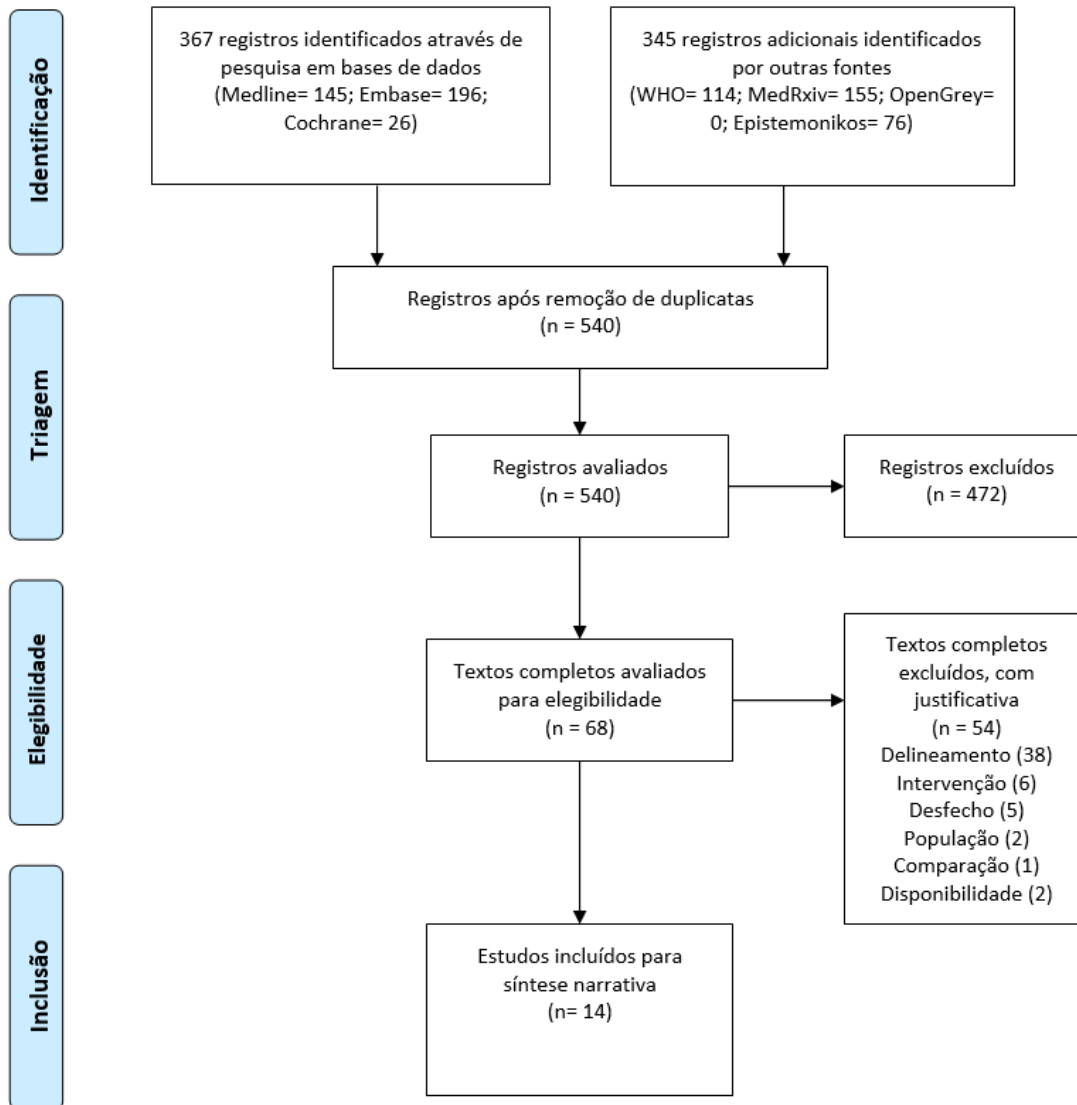 Identificação
367 registros identificados através de
pesquisa em bases de dados
(Medline= 145; Embase= 196;
Cochrane= 26)
345 registros adicionais identificados
por outras fontes
(WHO= 114; MedRxiv= 155; OpenGrey=
0; Epistemonikos= 76)
Triagem
Registros após remoção de duplicatas
(n = 540)
Registros avaliados
(n = 540)
Registros excluídos
(n = 472)
Elegibilidade
Textos completos avaliados
para elegibilidade
(n = 68)
Textos completos
excluídos, com
justificativa
(n = 54)
Delineamento (38)
Intervenção (6)
Desfecho (5)
População (2)
Comparação (1)
Disponibilidade (2)
Inclusão
Estudos incluídos para
síntese narrativa
(n= 14)